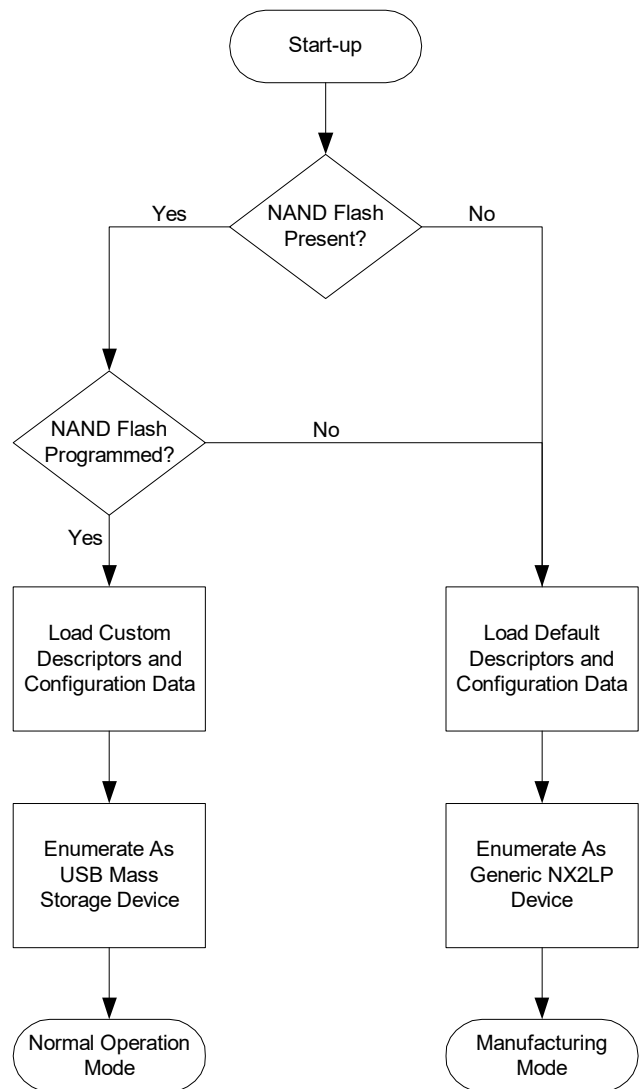 Start-up
NAND Flash
Present?
Yes
No
NAND Flash
Programmed?
No
Yes
Load Custom
Descriptors and
Configuration Data
Load Default
Descriptors and
Configuration Data
Enumerate As
USB Mass
Storage Device
Enumerate As
Generic NX2LP
Device
Normal Operation
Mode
Manufacturing
Mode